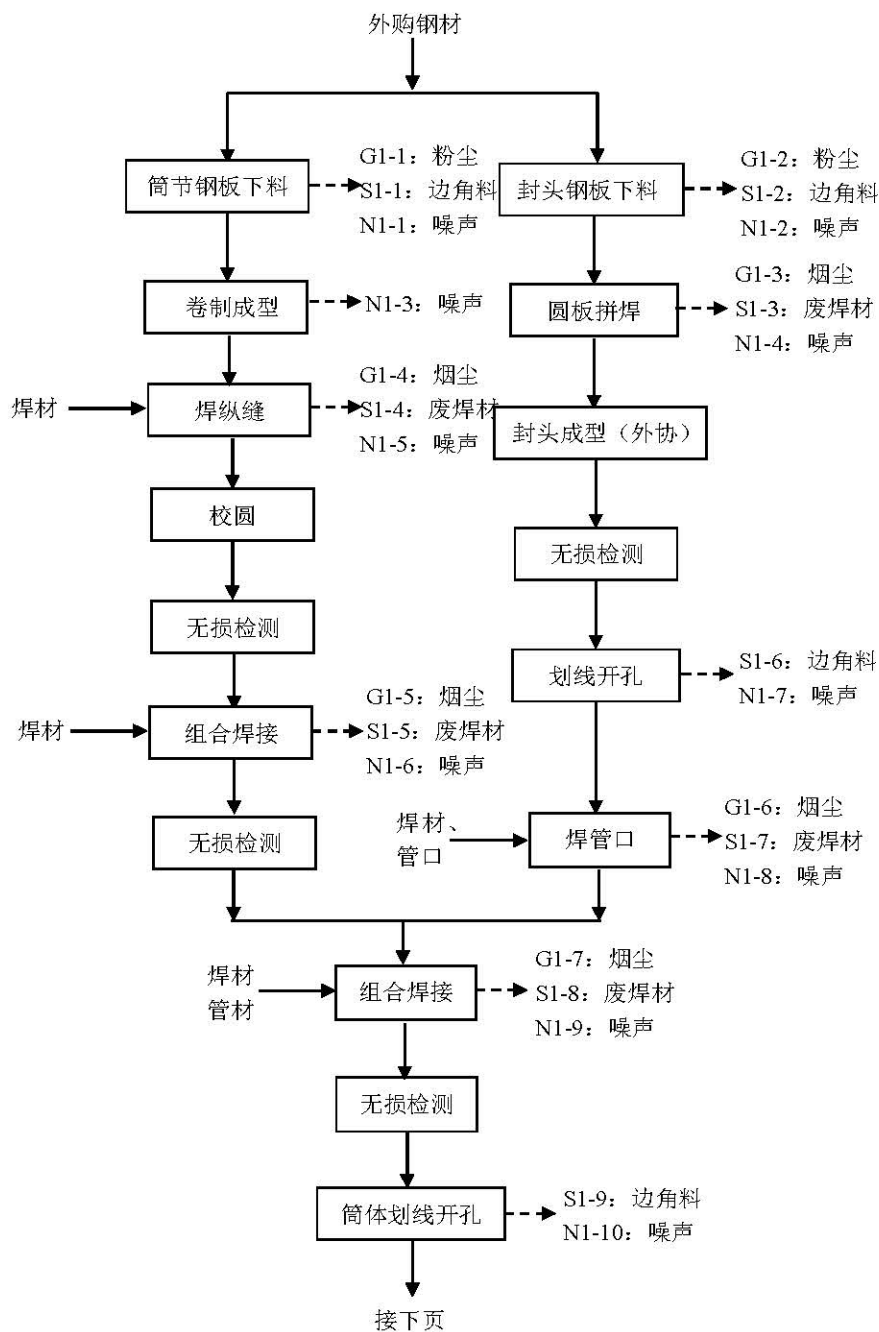 外购钢材
筒节钢板下料
G1-1：粉尘
S1-1：边角料
N1-1：噪声
封头钢板下料
G1-2：粉尘
S1-2：边角料
N1-2：噪声
卷制成型
N1-3：噪声
圆板拼焊
G1-3：烟尘
S1-3：废焊材
N1-4：噪声
焊材
焊纵缝
G1-4：烟尘
S1-4：废焊材
N1-5：噪声
封头成型（外协）
校圆
无损检测
无损检测
划线开孔
S1-6：边角料
N1-7：噪声
焊材
组合焊接
G1-5：烟尘
S1-5：废焊材
N1-6：噪声
无损检测
焊材、
管口
焊管口
G1-6：烟尘
S1-7：废焊材
N1-8：噪声
焊材
管材
组合焊接
G1-7：烟尘
S1-8：废焊材
N1-9：噪声
无损检测
筒体划线开孔
S1-9：边角料
N1-10：噪声
接下页